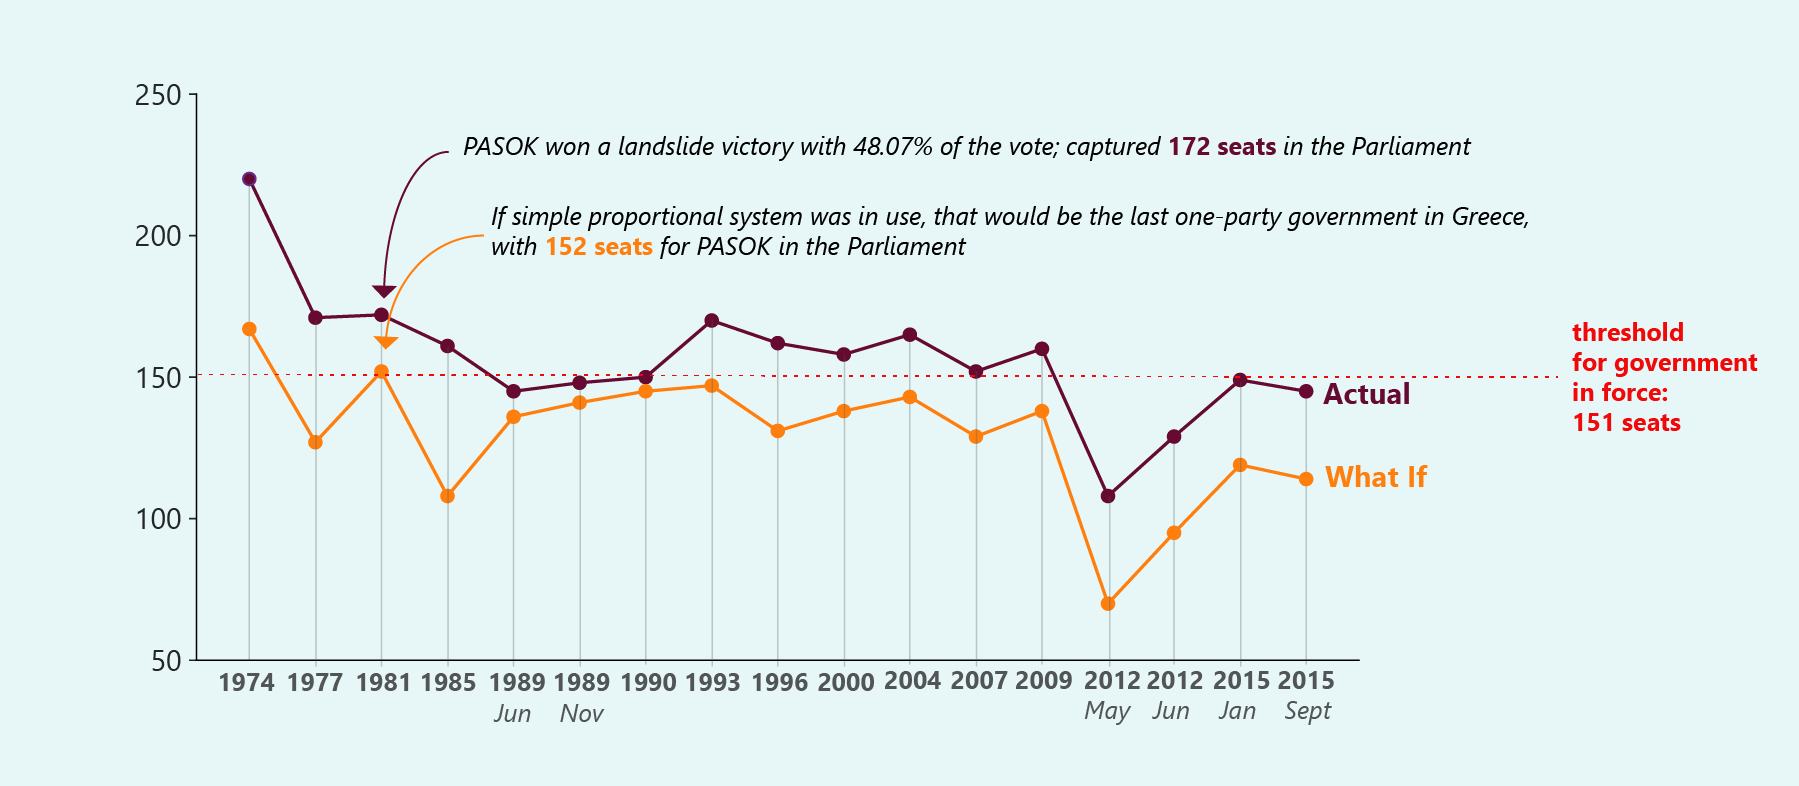 250
PASOK won a landslide victory with 48.07% of the vote; captured 172 seats in the Parliament
If simple proportional system was in use, that would be the last one-party government in Greece,
with 152 seats for PASOK in the Parliament
200
threshold
for government
in force:
151 seats
150
Actual
What If
100
50
1974 1977 1981 1985 1989 1989 1990 1993 1996 2000 2004 2007 2009 2012 2012 2015 2015
Jun Nov May Jun Jan Sept